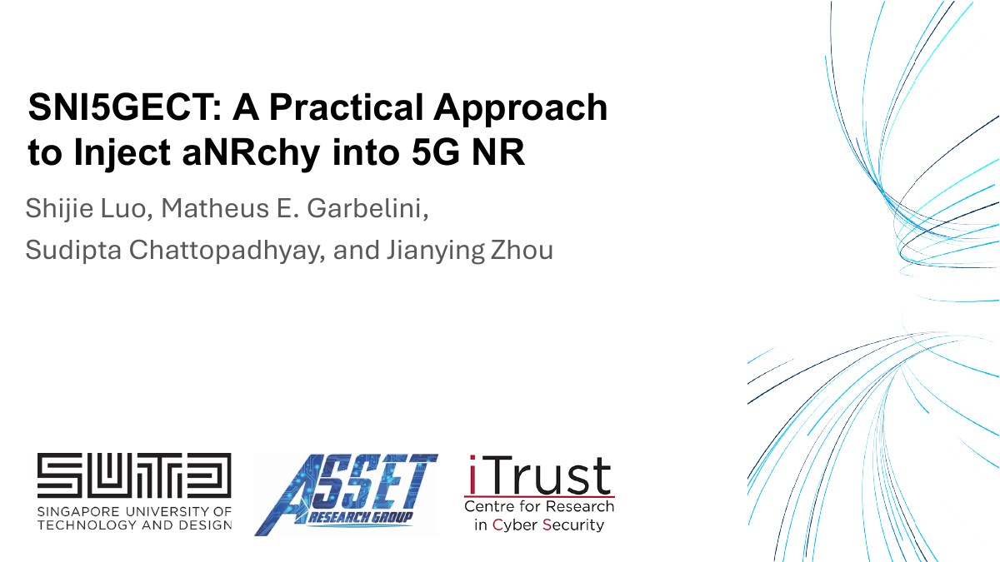 SNI5GECT: A Practical Approach
to Inject aNRchy into 5G NR
Shijie Luo, Matheus E. Garbelini,
Sudipta Chattopadhyay, and Jianying Zhou
SUTD
SINGAPORE UNIVERSITY OF
TECHNOLOGY AND DESIGN
ASSET
RESEARCH GROUP
iTrust
Centre for Research
in Cyber Security